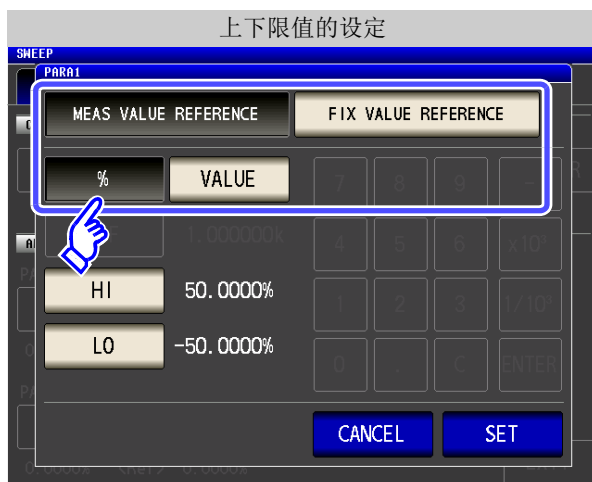 上下限值的设定
SWEEP
PARA1
MEAS VALUE REFERENCE FIX VALUE REFERENCE
% VALUE 7 8 9 -
1.000000k 4 5 6 ×10³
HI 50.0000% 1 2 3 1/10³
LO -50.0000% 0 . C ENTER
CANCEL SET